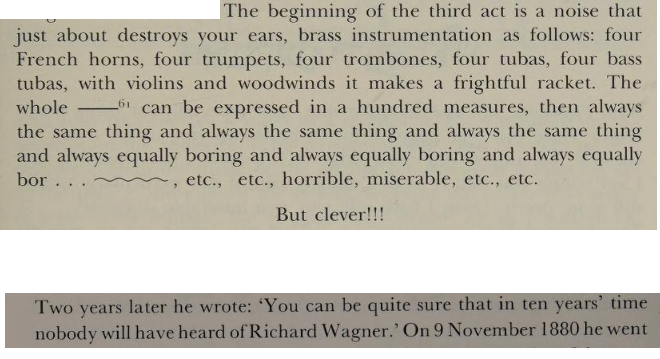 The beginning of the third act is a noise that
just about destroys your ears, brass instrumentation as follows: four
French horns, four trumpets, four trombones, four tubas, four bass
tubas, with violins and woodwinds it makes a frightful racket. The
whole ——61 can be expressed in a hundred measures, then always
the same thing and always the same thing and always the same thing
and always equally boring and always equally boring and always equally
bor . . . ~~~~, etc., etc., horrible, miserable, etc., etc.
But clever!!!
Two years later he wrote: 'You can be quite sure that in ten years' time
nobody will have heard of Richard Wagner.' On 9 November 1880 he went